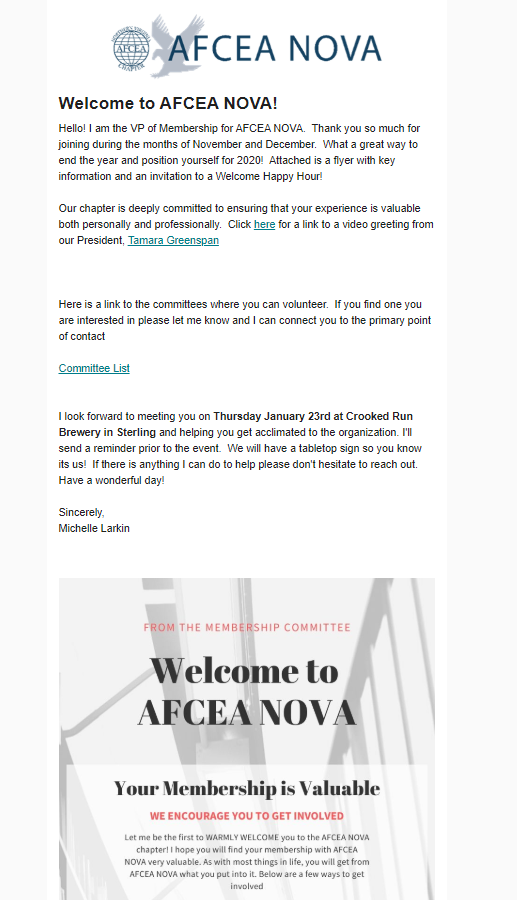 AFCEA NOVA
AFCEA
CHAPTER
Welcome to AFCEA NOVA!
Hello! I am the VP of Membership for AFCEA NOVA. Thank you so much for
joining during the months of November and December. What a great way to
end the year and position yourself for 2020! Attached is a flyer with key
information and an invitation to a Welcome Happy Hour!
Our chapter is deeply committed to ensuring that your experience is valuable
both personally and professionally. Click here for a link to a video greeting from
our President, Tamara Greenspan
Here is a link to the committees where you can volunteer. If you find one you
are interested in please let me know and I can connect you to the primary point
of contact
Committee List
I look forward to meeting you on Thursday January 23rd at Crooked Run
Brewery in Sterling and helping you get acclimated to the organization. I'll
send a reminder prior to the event. We will have a tabletop sign so you know
its us! If there is anything I can do to help please don't hesitate to reach out.
Have a wonderful day!
Sincerely,
Michelle Larkin
FROM THE MEMBERSHIP COMMITTEE
Welcome to
AFCEA NOVA
Your Membership is Valuable
WE ENCOURAGE YOU TO GET INVOLVED
Let me be the first to WARMLY WELCOME you to the AFCEA NOVA
chapter! I hope you will find your membership with AFCEA
NOVA very valuable. As with most things in life, you will get from
AFCEA NOVA what you put into it. Below are a few ways to get
involved